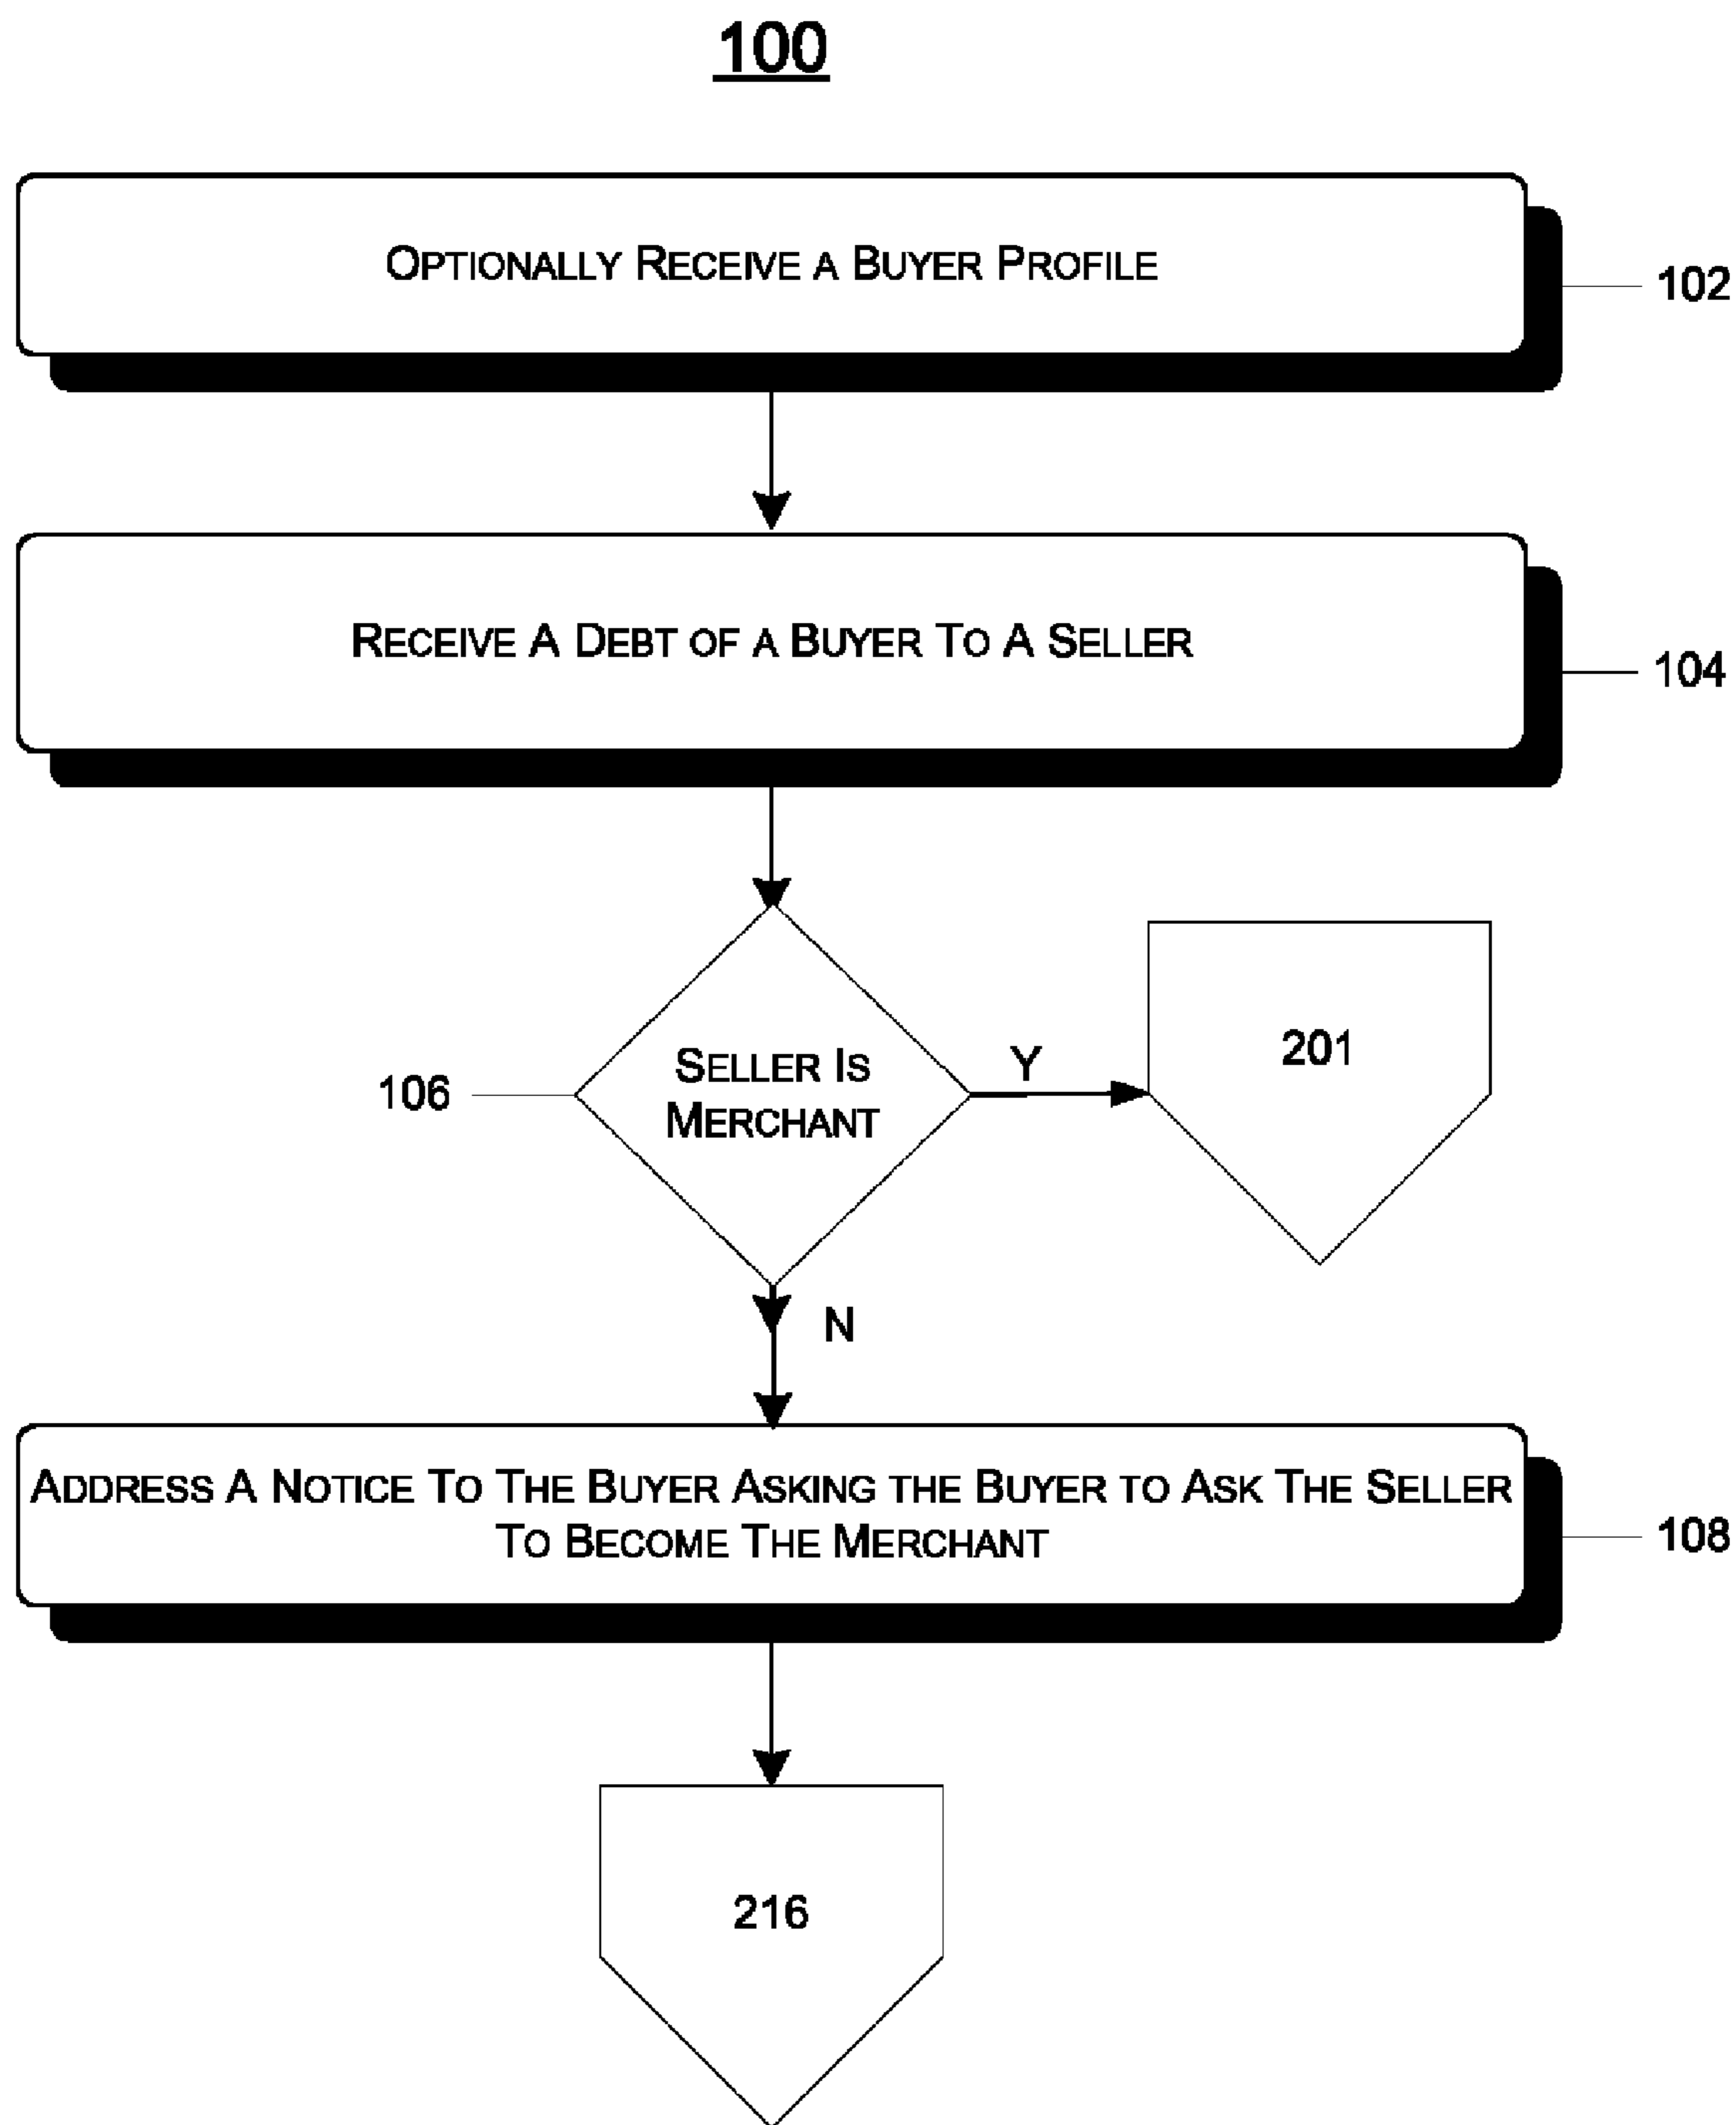 100
OPTIONALLY RECEIVE A BUYER PROFILE
102
RECEIVE A DEBT OF A BUYER TO A SELLER
104
SELLER IS
MERCHANT
106
Y
201
N
ADDRESS A NOTICE TO THE BUYER ASKING THE BUYER TO ASK THE SELLER
TO BECOME THE MERCHANT
108
216